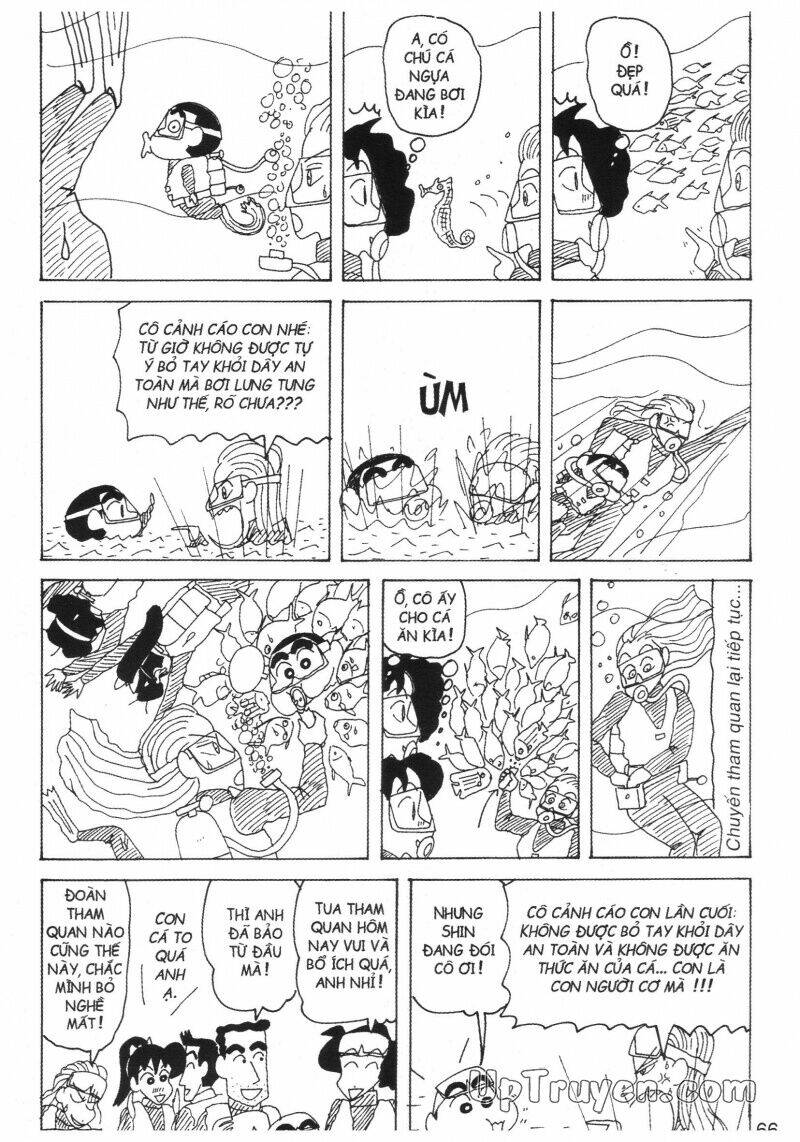 Ồ!
ĐẸP
QUÁ!
A, CÓ
CHÚ CÁ
NGỰA
ĐANG BƠI
KÌA!
ÙM
CÔ CẢNH CÁO CON NHÉ:
TỪ GIỜ KHÔNG ĐƯỢC TỰ
Ý BỎ TAY KHỎI DÂY AN
TOÀN MÀ BƠI LUNG TUNG
NHƯ THẾ, RÕ CHƯA???
Chuyến tham quan lại tiếp tục...
Ồ, CÔ ẤY
CHO CÁ
ĂN KÌA!
CÔ CẢNH CÁO CON LẦN CUỐI:
KHÔNG ĐƯỢC BỎ TAY KHỎI DÂY
AN TOÀN VÀ KHÔNG ĐƯỢC ĂN
THỨC ĂN CỦA CÁ... CON LÀ
CON NGƯỜI CƠ MÀ !!!
NHƯNG
SHIN
ĐANG ĐÓI
CÔ ƠI!
TUA THAM
QUAN HÔM
NAY VUI VÀ
BỔ ÍCH QUÁ,
ANH NHỈ!
THÌ ANH
ĐÃ BẢO
TỪ ĐẦU
MÀ!
CON
CÁ TO
QUÁ
ANH
Ạ.
ĐOÀN
THAM
QUAN NÀO
CŨNG THẾ
NÀY, CHẮC
MÌNH BỎ
NGHỀ
MẤT!
UpTruyen.com
66